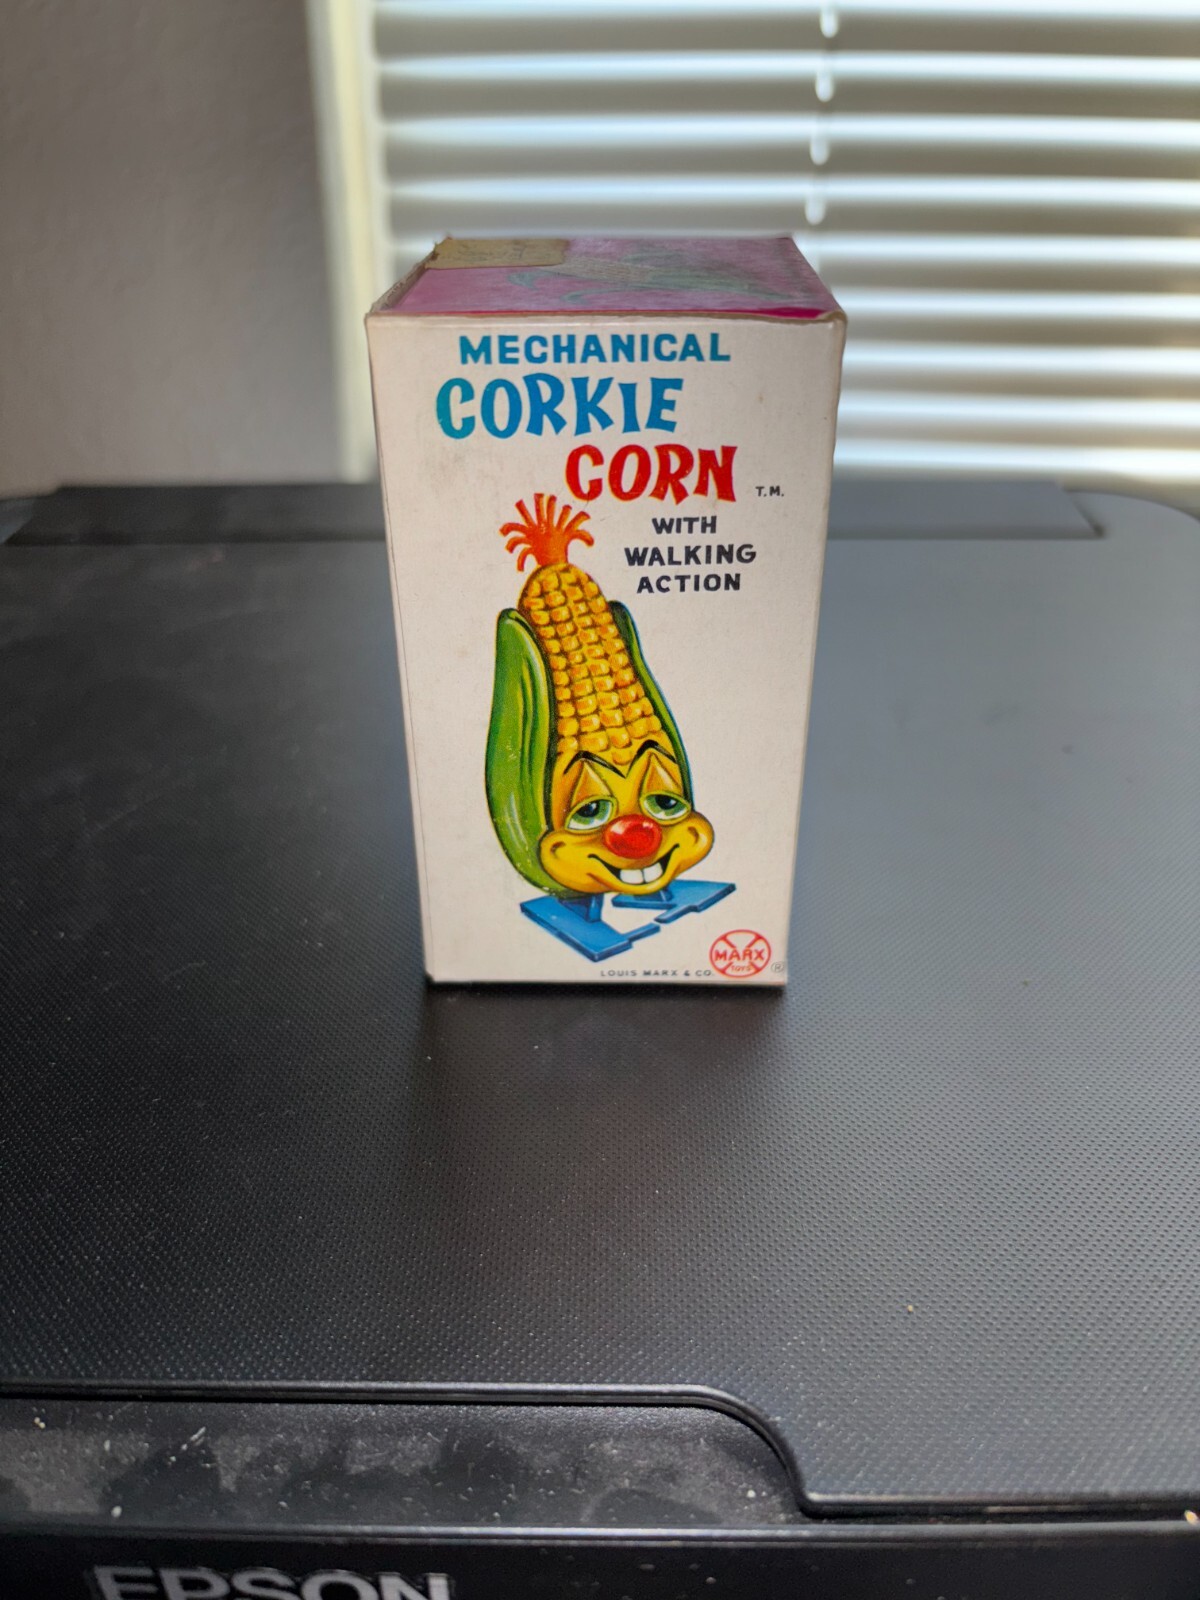 MECHANICAL
CORKIE
CORN T.M.
WITH
WALKING
ACTION
MARX
TOYS ®
LOUIS MARX & CO.
EPSON